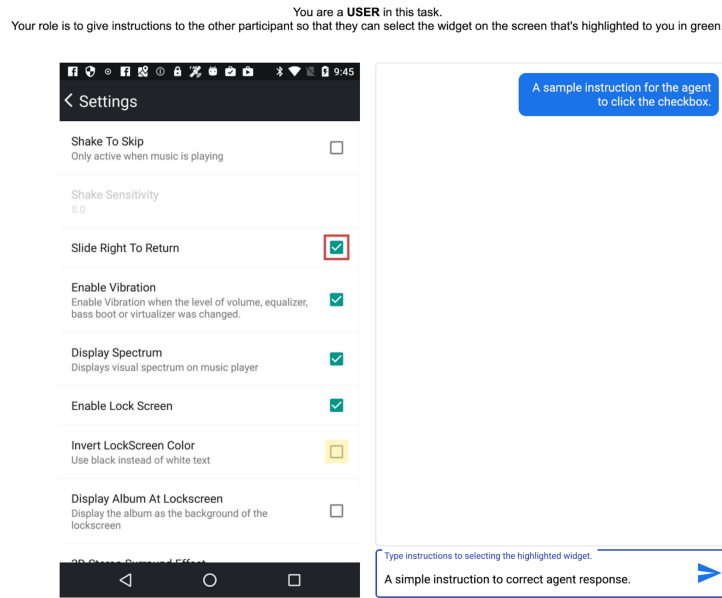 You are a USER in this task.
Your role is to give instructions to the other participant so that they can select the widget on the screen that's highlighted to you in green.
9:45
Settings
Shake To Skip
Only active when music is playing
Shake Sensitivity
8.0
Slide Right To Return
Enable Vibration
Enable Vibration when the level of volume, equalizer,
bass boot or virtualizer was changed.
Display Spectrum
Displays visual spectrum on music player
Enable Lock Screen
Invert LockScreen Color
Use black instead of white text
Display Album At Lockscreen
Display the album as the background of the
lockscreen
3D Stereo Surround Effect
A sample instruction for the agent
to click the checkbox.
Type instructions to selecting the highlighted widget.
A simple instruction to correct agent response.